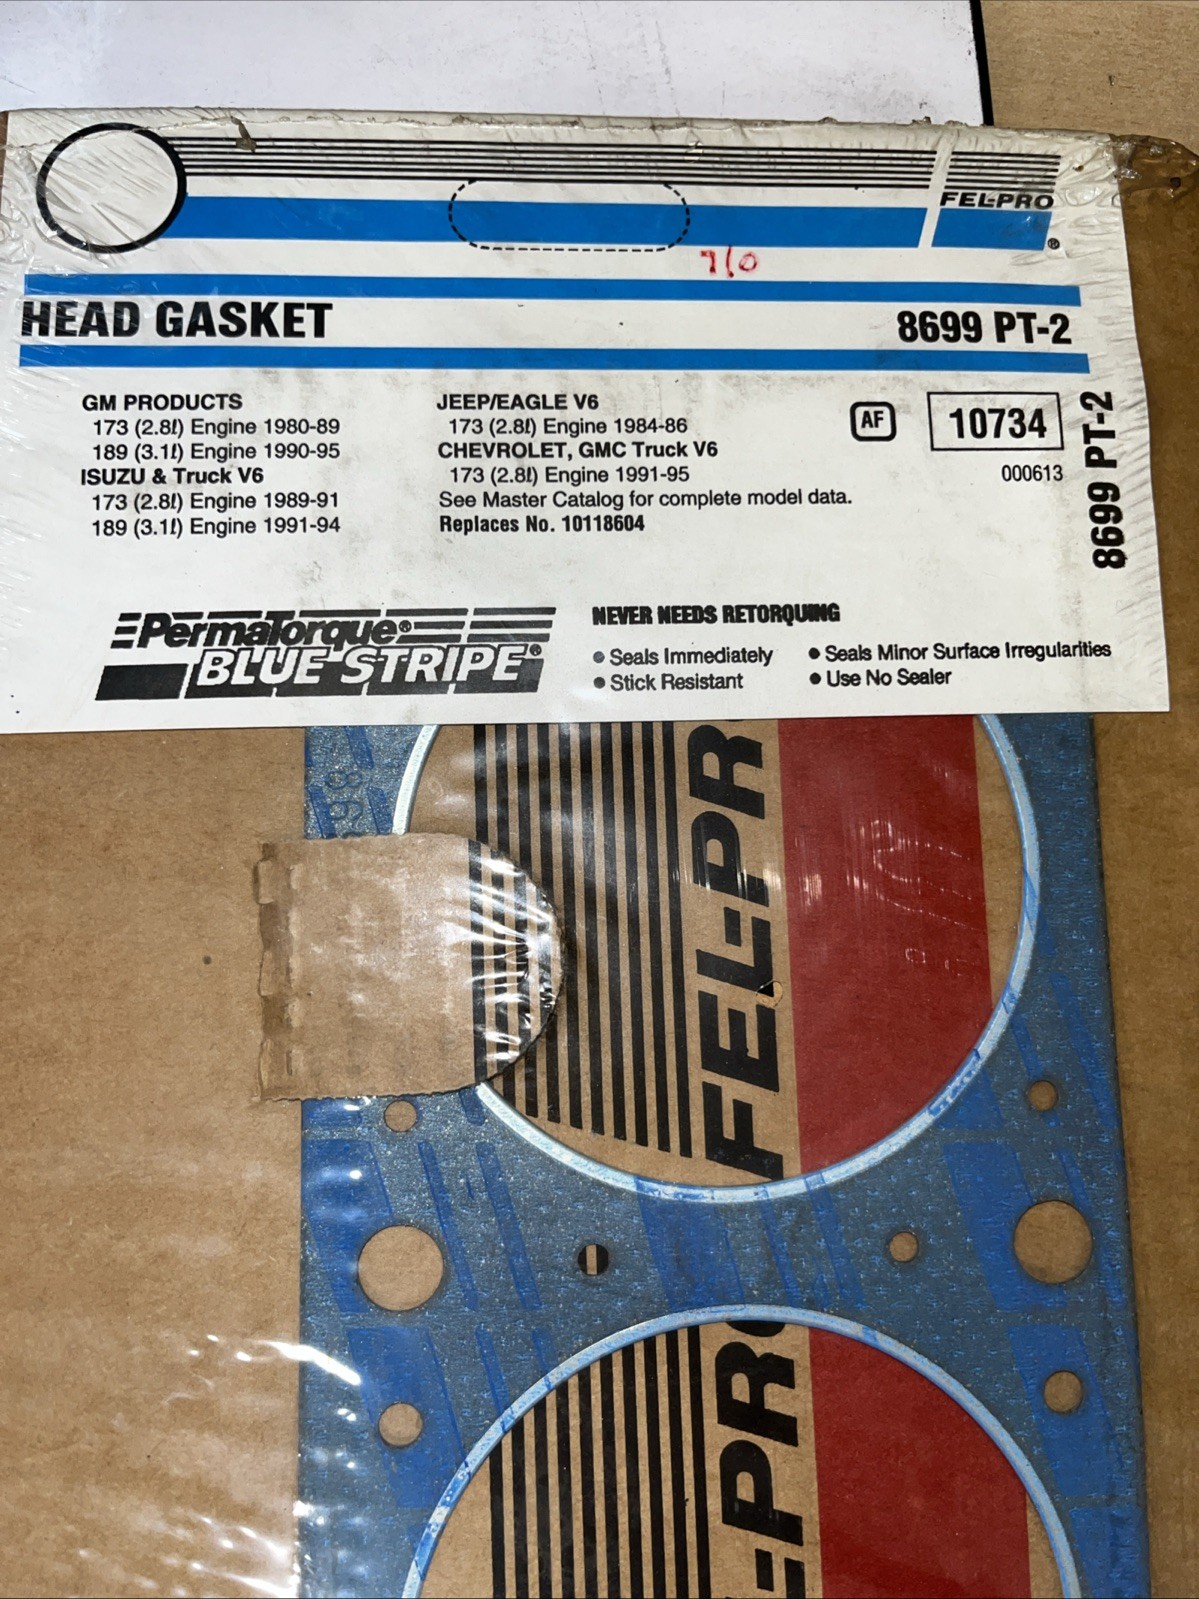 FEL-PRO
®
7/0
HEAD GASKET
8699 PT-2
GM PRODUCTS
173 (2.8ℓ) Engine 1980-89
189 (3.1ℓ) Engine 1990-95
ISUZU & Truck V6
173 (2.8ℓ) Engine 1989-91
189 (3.1ℓ) Engine 1991-94
JEEP/EAGLE V6
173 (2.8ℓ) Engine 1984-86
CHEVROLET, GMC Truck V6
173 (2.8ℓ) Engine 1991-95
See Master Catalog for complete model data.
Replaces No. 10118604
AF
10734
000613
8699 PT-2
PermaTorque®
BLUE STRIPE®
NEVER NEEDS RETORQUING
• Seals Immediately
• Stick Resistant
• Seals Minor Surface Irregularities
• Use No Sealer
FEL-PRO
EL-PRO